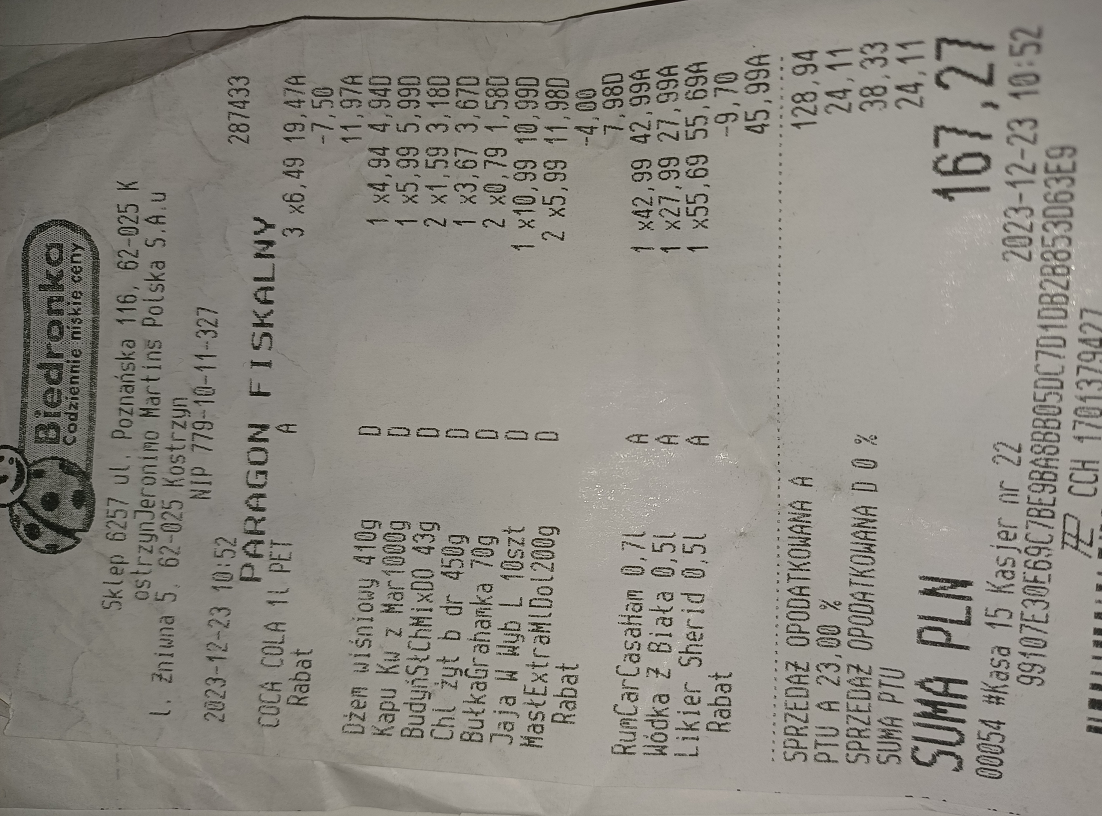 Biedronka
Codziennie niskie ceny
Sklep 6257 ul. Poznańska 116, 62-025 K
ostrzynJeronimo Martins Polska S.A.u
l. Żniwna 5, 62-025 Kostrzyn
NIP 779-10-11-327
2023-12-23 10:52 287433
PARAGON FISKALNY
COCA COLA 1l PET A 3 x6,49 19,47A
Rabat -7,50
11,97A
Dżem wiśniowy 410g D 1 x4,94 4,94D
Kapu Kw z Mar1000g D 1 x5,99 5,99D
BudyńSłChMixDO 43g D 2 x1,59 3,18D
Chl żyt b dr 450g D 1 x3,67 3,67D
BułkaGrahamka 70g D 2 x0,79 1,58D
Jaja W Wyb L 10szt D 1 x10,99 10,99D
MasłExtraMlDol200g D 2 x5,99 11,98D
Rabat -4,00
7,98D
RumCarCasaHam 0,7l A 1 x42,99 42,99A
Wódka Ż Biała 0,5l A 1 x27,99 27,99A
Likier Sherid 0,5l A 1 x55,69 55,69A
Rabat -9,70
45,99A
SPRZEDAŻ OPODATKOWANA A 128,94
PTU A 23,00 % 24,11
SPRZEDAŻ OPODATKOWANA D 0 % 38,33
SUMA PTU 24,11
SUMA PLN 167,27
00054 #Kasa 15 Kasjer nr 22 2023-12-23 10:52
99107E30E69C7BE9BA8BB05DC7D1DB2B853D63E9
CCH 1701379427